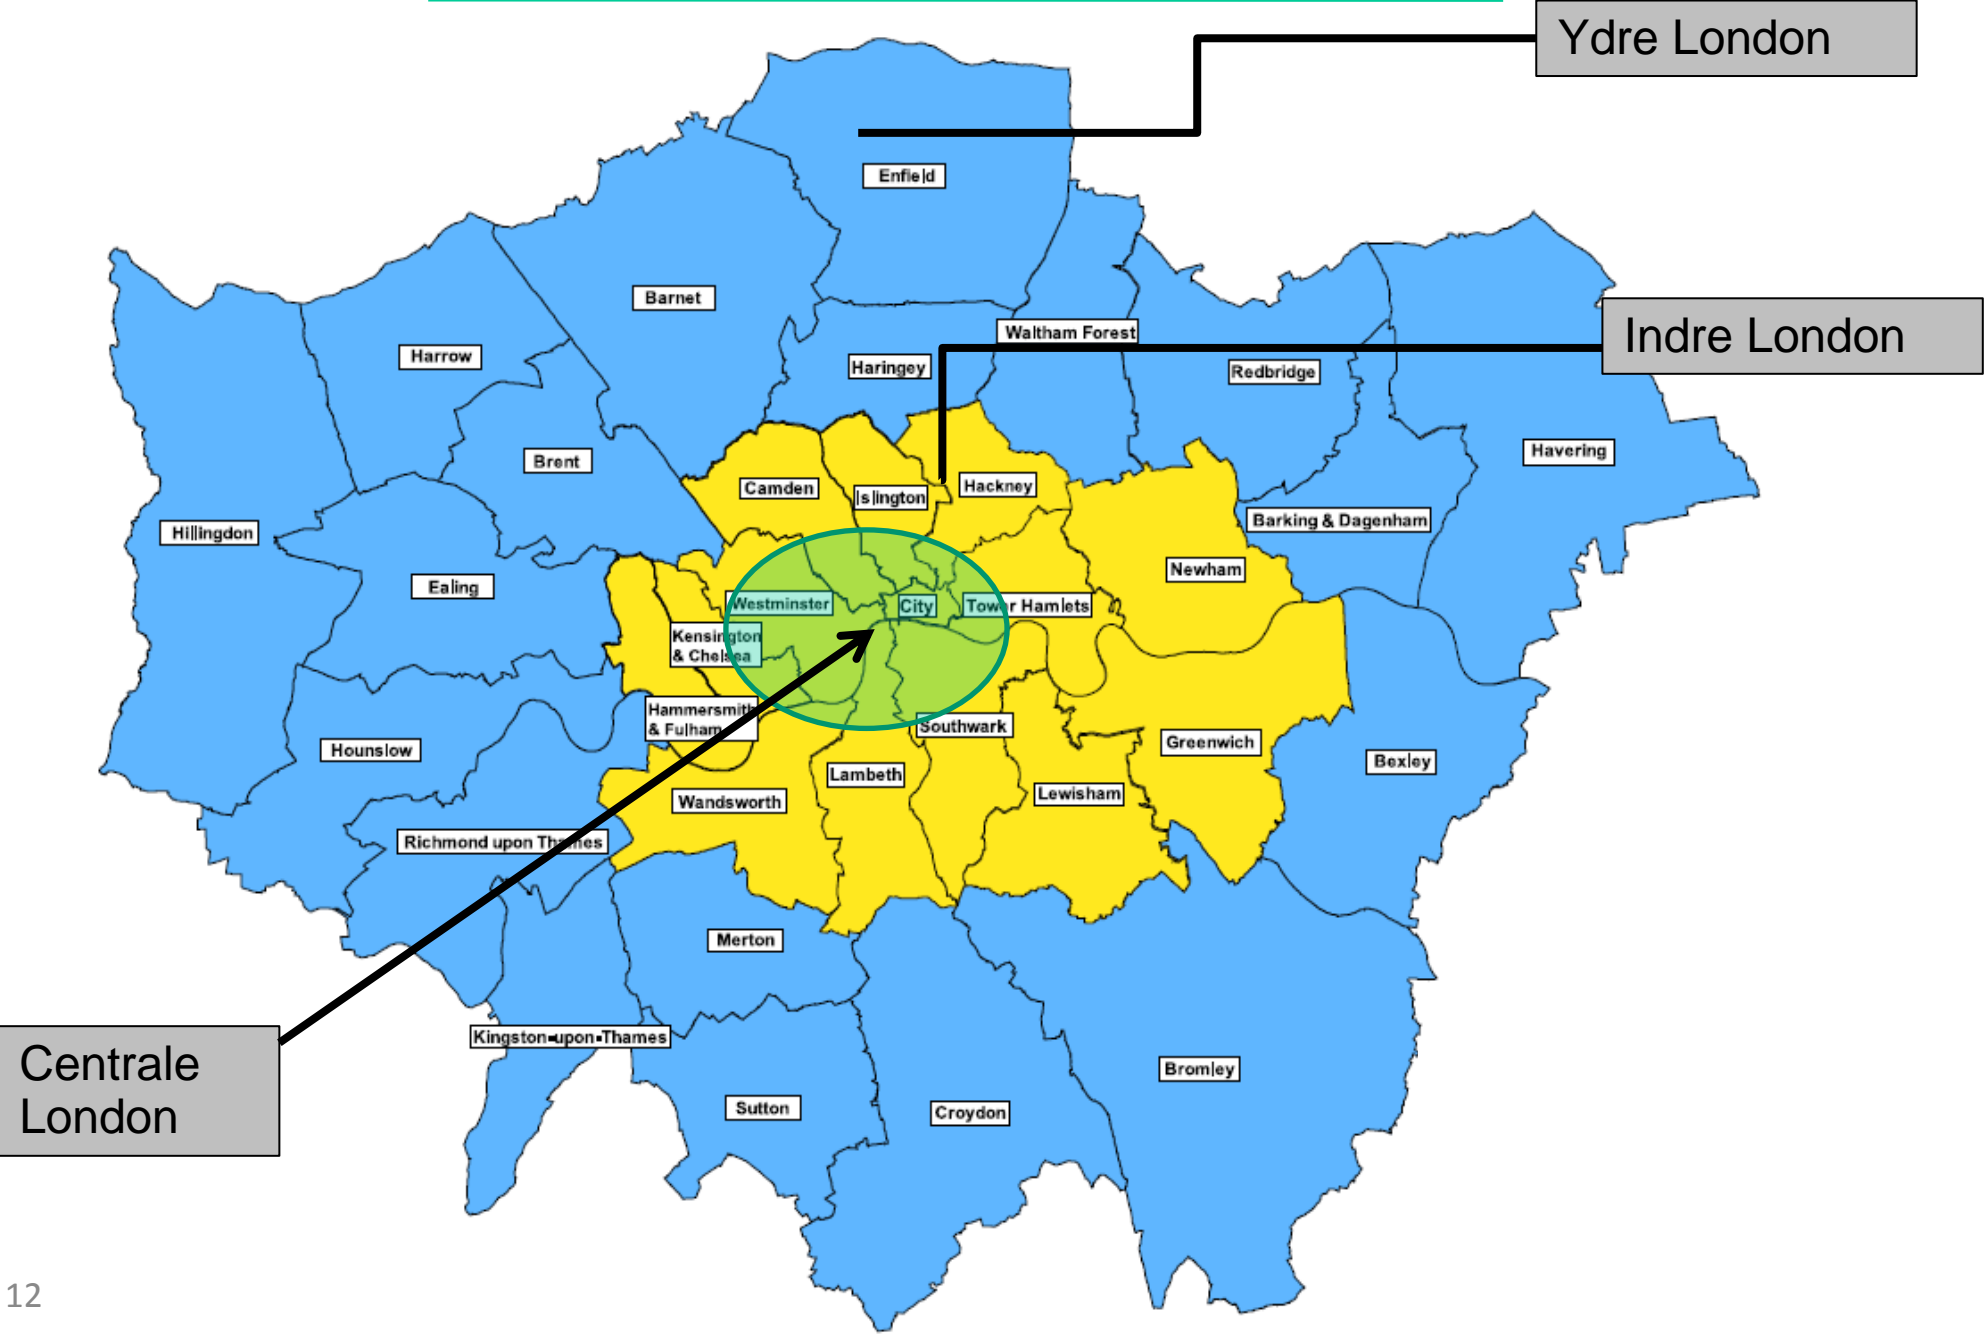 Ydre London
Enfield
Barnet
Indre London
Waltham Forest
Harrow
Haringey
Redbridge
Havering
Brent
Camden
Islington
Hackney
Barking & Dagenham
Hillingdon
Newham
Ealing
Westminster
City
Tower Hamlets
Kensington
& Chelsea
Hammersmith
& Fulham
Southwark
Greenwich
Hounslow
Bexley
Lambeth
Lewisham
Wandsworth
Richmond upon Thames
Merton
Kingston-upon-Thames
Centrale
London
Bromley
Sutton
Croydon
12